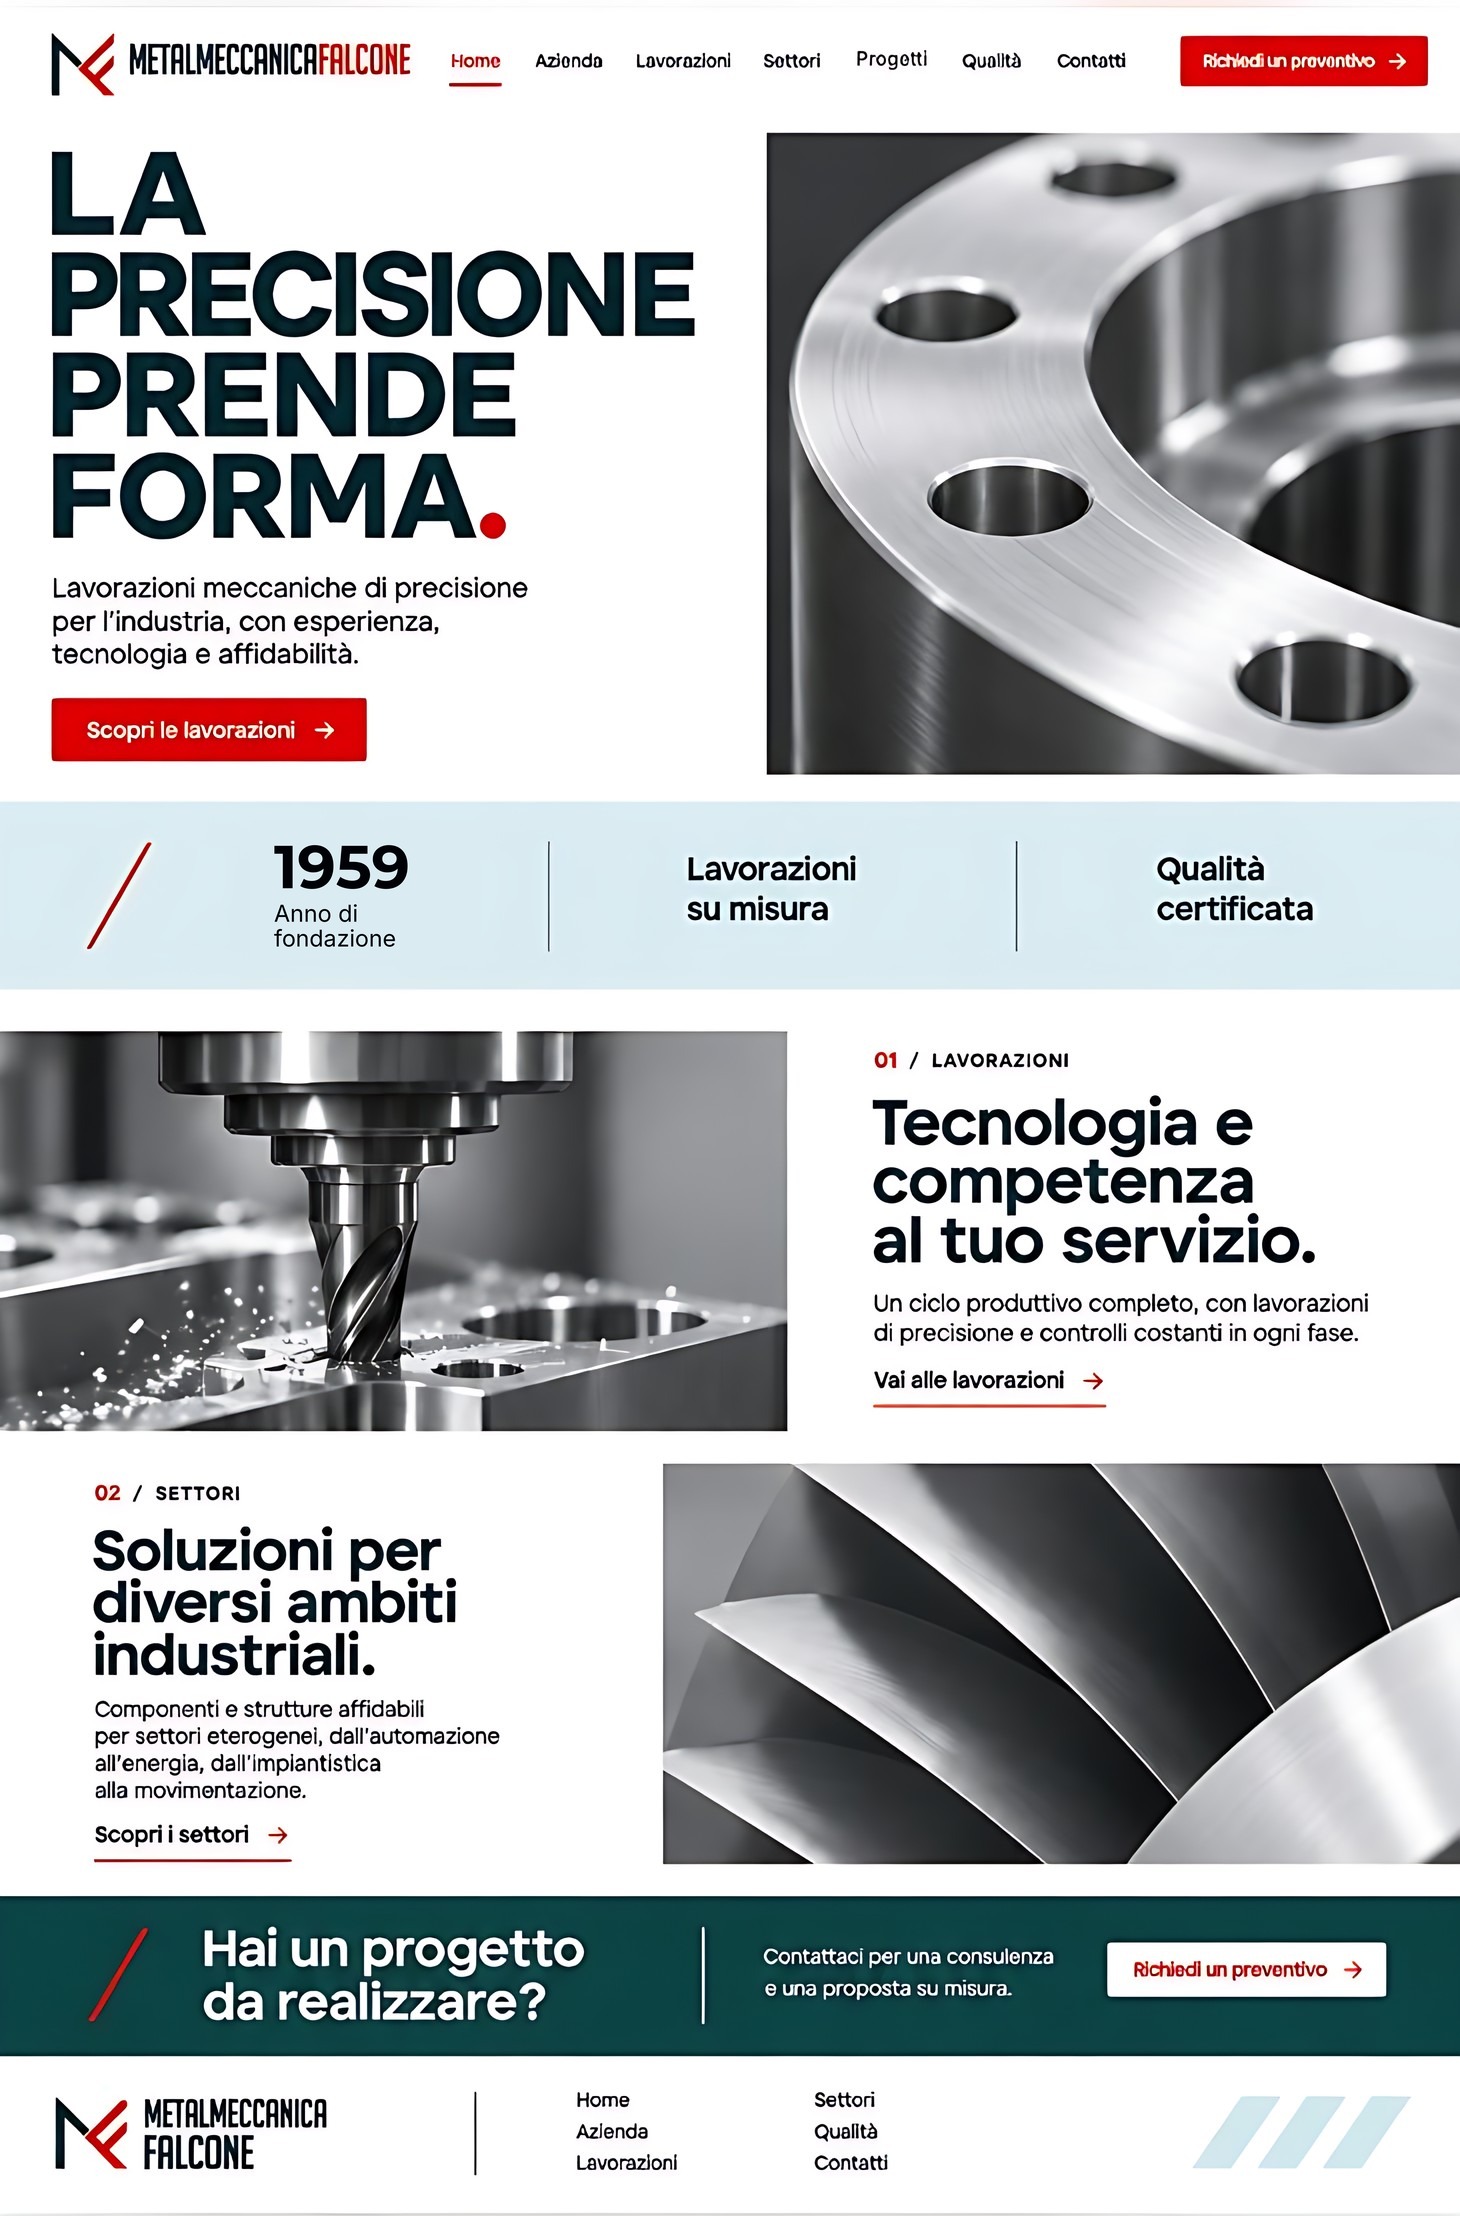 METALMECCANICAFALCONE
Home Azienda Lavorazioni Settori Progetti Qualità Contatti
Richiedi un preventivo →
LA
PRECISIONE
PRENDE
FORMA.
Lavorazioni meccaniche di precisione
per l'industria, con esperienza,
tecnologia e affidabilità.
Scopri le lavorazioni →
1959
Anno di
fondazione
Lavorazioni
su misura
Qualità
certificata
01 / LAVORAZIONI
Tecnologia e
competenza
al tuo servizio.
Un ciclo produttivo completo, con lavorazioni
di precisione e controlli costanti in ogni fase.
Vai alle lavorazioni →
02 / SETTORI
Soluzioni per
diversi ambiti
industriali.
Componenti e strutture affidabili
per settori eterogenei, dall'automazione
all'energia, dall'impiantistica
alla movimentazione.
Scopri i settori →
Hai un progetto
da realizzare?
Contattaci per una consulenza
e una proposta su misura.
Richiedi un preventivo →
METALMECCANICA
FALCONE
Home
Azienda
Lavorazioni
Settori
Qualità
Contatti